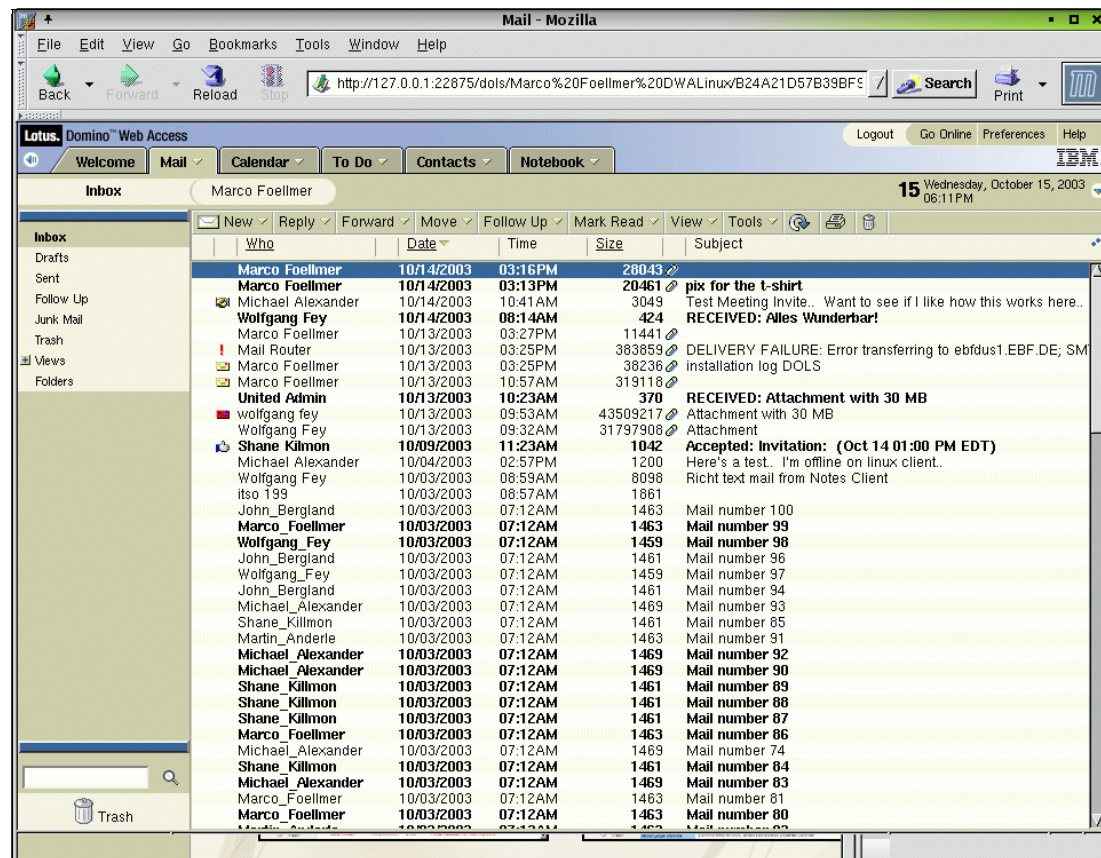 Mail - Mozilla
File Edit View Go Bookmarks Tools Window Help
Back Forward Reload Stop http://127.0.0.1:22875/dols/Marco%20Foellmer%20DWALinux/B24A21D57B39BF9 Search Print
Lotus. Domino™ Web Access Logout Go Online Preferences Help
Welcome Mail Calendar To Do Contacts Notebook IBM
Inbox Marco Foellmer 15 Wednesday, October 15, 2003
06:11PM
New Reply Forward Move Follow Up Mark Read View Tools
Who Date Time Size Subject
Inbox
Drafts
Sent
Follow Up
Junk Mail
Trash
Views
Folders
Marco Foellmer 10/14/2003 03:16PM 28043
Marco Foellmer 10/14/2003 03:13PM 20461 pix for the t-shirt
Michael Alexander 10/14/2003 10:41AM 3049 Test Meeting Invite.. Want to see if I like how this works here..
Wolfgang Fey 10/14/2003 08:14AM 424 RECEIVED: Alles Wunderbar!
Marco Foellmer 10/13/2003 03:27PM 11441
Mail Router 10/13/2003 03:25PM 383859 DELIVERY FAILURE: Error transferring to ebfdus1.EBF.DE; SM
Marco Foellmer 10/13/2003 03:25PM 38236 installation log DOLS
Marco Foellmer 10/13/2003 10:57AM 319118
United Admin 10/13/2003 10:23AM 370 RECEIVED: Attachment with 30 MB
wolfgang fey 10/13/2003 09:53AM 43509217 Attachment with 30 MB
Wolfgang Fey 10/13/2003 09:32AM 31797908 Attachment
Shane Kilmon 10/09/2003 11:23AM 1042 Accepted: Invitation: (Oct 14 01:00 PM EDT)
Michael Alexander 10/04/2003 02:57PM 1200 Here's a test.. I'm offline on linux client..
Wolfgang Fey 10/03/2003 08:59AM 8098 Richt text mail from Notes Client
itso 199 10/03/2003 08:57AM 1861
John_Bergland 10/03/2003 07:12AM 1463 Mail number 100
Marco_Foellmer 10/03/2003 07:12AM 1463 Mail number 99
Wolfgang_Fey 10/03/2003 07:12AM 1459 Mail number 98
John_Bergland 10/03/2003 07:12AM 1461 Mail number 96
Wolfgang_Fey 10/03/2003 07:12AM 1459 Mail number 97
John_Bergland 10/03/2003 07:12AM 1461 Mail number 94
Michael_Alexander 10/03/2003 07:12AM 1469 Mail number 93
Shane_Killmon 10/03/2003 07:12AM 1461 Mail number 85
Martin_Anderle 10/03/2003 07:12AM 1463 Mail number 91
Michael_Alexander 10/03/2003 07:12AM 1469 Mail number 92
Michael_Alexander 10/03/2003 07:12AM 1469 Mail number 90
Shane_Killmon 10/03/2003 07:12AM 1461 Mail number 89
Shane_Killmon 10/03/2003 07:12AM 1461 Mail number 88
Shane_Killmon 10/03/2003 07:12AM 1461 Mail number 87
Marco_Foellmer 10/03/2003 07:12AM 1463 Mail number 86
Michael_Alexander 10/03/2003 07:12AM 1469 Mail number 74
Shane_Killmon 10/03/2003 07:12AM 1461 Mail number 84
Michael_Alexander 10/03/2003 07:12AM 1469 Mail number 83
Marco_Foellmer 10/03/2003 07:12AM 1463 Mail number 81
Marco_Foellmer 10/03/2003 07:12AM 1463 Mail number 80
Trash